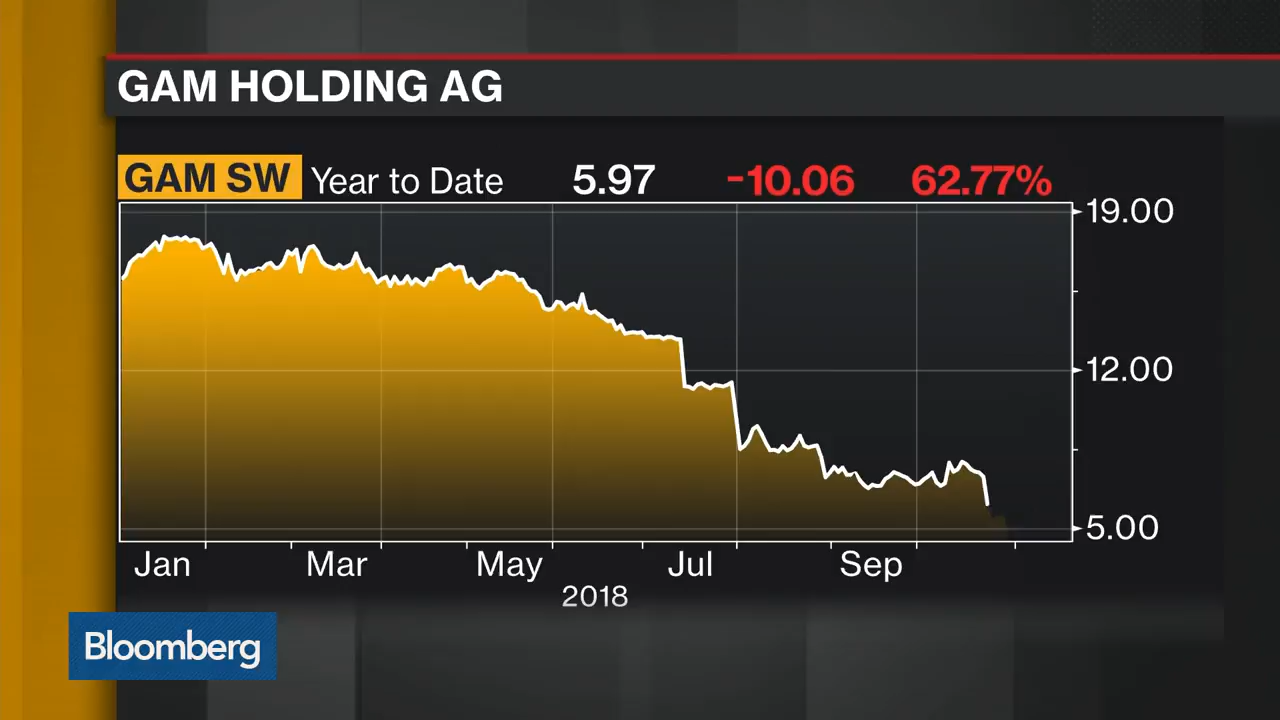 GAM HOLDING AG
GAM SW Year to Date 5.97 -10.06 62.77%
19.00
12.00
5.00
Jan Mar May Jul Sep
2018
Bloomberg